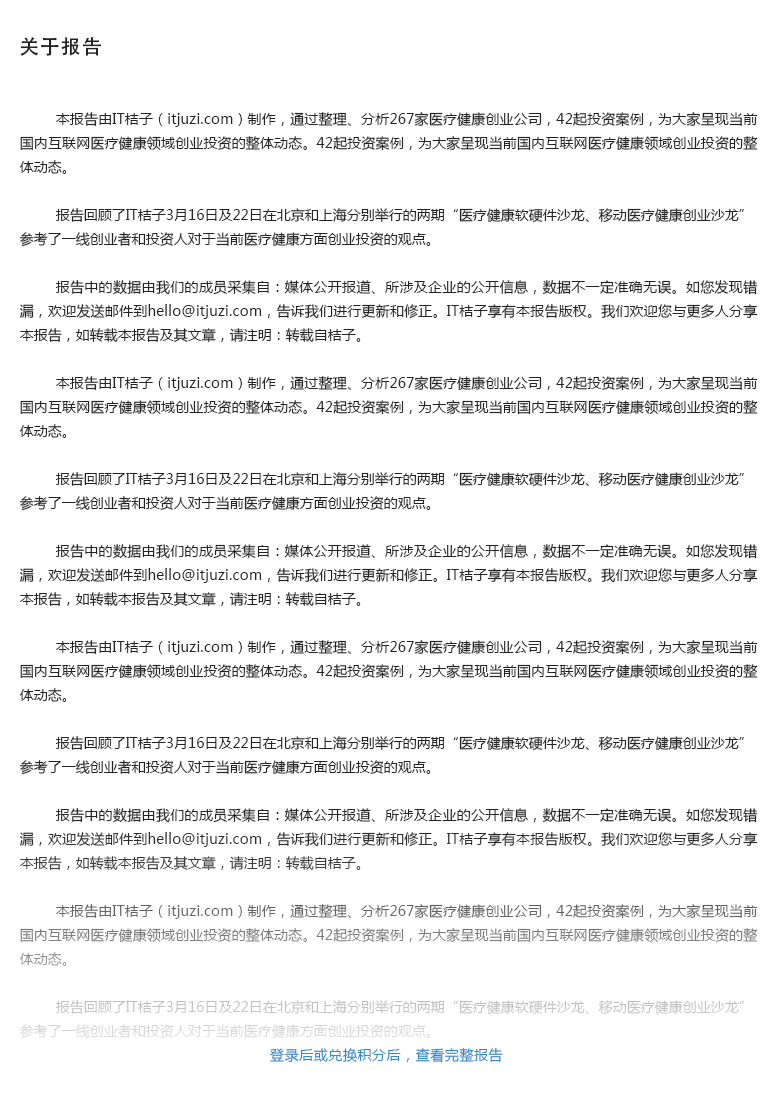 关于报告
本报告由IT桔子（itjuzi.com）制作，通过整理、分析267家医疗健康创业公司，42起投资案例，为大家呈现当前
国内互联网医疗健康领域创业投资的整体动态。42起投资案例，为大家呈现当前国内互联网医疗健康领域创业投资的整
体动态。
报告回顾了IT桔子3月16日及22日在北京和上海分别举行的两期“医疗健康软硬件沙龙、移动医疗健康创业沙龙”
参考了一线创业者和投资人对于当前医疗健康方面创业投资的观点。
报告中的数据由我们的成员采集自：媒体公开报道、所涉及企业的公开信息，数据不一定准确无误。如您发现错
漏，欢迎发送邮件到hello@itjuzi.com，告诉我们进行更新和修正。IT桔子享有本报告版权。我们欢迎您与更多人分享
本报告，如转载本报告及其文章，请注明：转载自桔子。
本报告由IT桔子（itjuzi.com）制作，通过整理、分析267家医疗健康创业公司，42起投资案例，为大家呈现当前
国内互联网医疗健康领域创业投资的整体动态。42起投资案例，为大家呈现当前国内互联网医疗健康领域创业投资的整
体动态。
报告回顾了IT桔子3月16日及22日在北京和上海分别举行的两期“医疗健康软硬件沙龙、移动医疗健康创业沙龙”
参考了一线创业者和投资人对于当前医疗健康方面创业投资的观点。
报告中的数据由我们的成员采集自：媒体公开报道、所涉及企业的公开信息，数据不一定准确无误。如您发现错
漏，欢迎发送邮件到hello@itjuzi.com，告诉我们进行更新和修正。IT桔子享有本报告版权。我们欢迎您与更多人分享
本报告，如转载本报告及其文章，请注明：转载自桔子。
本报告由IT桔子（itjuzi.com）制作，通过整理、分析267家医疗健康创业公司，42起投资案例，为大家呈现当前
国内互联网医疗健康领域创业投资的整体动态。42起投资案例，为大家呈现当前国内互联网医疗健康领域创业投资的整
体动态。
报告回顾了IT桔子3月16日及22日在北京和上海分别举行的两期“医疗健康软硬件沙龙、移动医疗健康创业沙龙”
参考了一线创业者和投资人对于当前医疗健康方面创业投资的观点。
报告中的数据由我们的成员采集自：媒体公开报道、所涉及企业的公开信息，数据不一定准确无误。如您发现错
漏，欢迎发送邮件到hello@itjuzi.com，告诉我们进行更新和修正。IT桔子享有本报告版权。我们欢迎您与更多人分享
本报告，如转载本报告及其文章，请注明：转载自桔子。
本报告由IT桔子（itjuzi.com）制作，通过整理、分析267家医疗健康创业公司，42起投资案例，为大家呈现当前
国内互联网医疗健康领域创业投资的整体动态。42起投资案例，为大家呈现当前国内互联网医疗健康领域创业投资的整
体动态。
报告回顾了IT桔子3月16日及22日在北京和上海分别举行的两期“医疗健康软硬件沙龙、移动医疗健康创业沙龙”
参考了一线创业者和投资人对于当前医疗健康方面创业投资的观点。
登录后或兑换积分后，查看完整报告